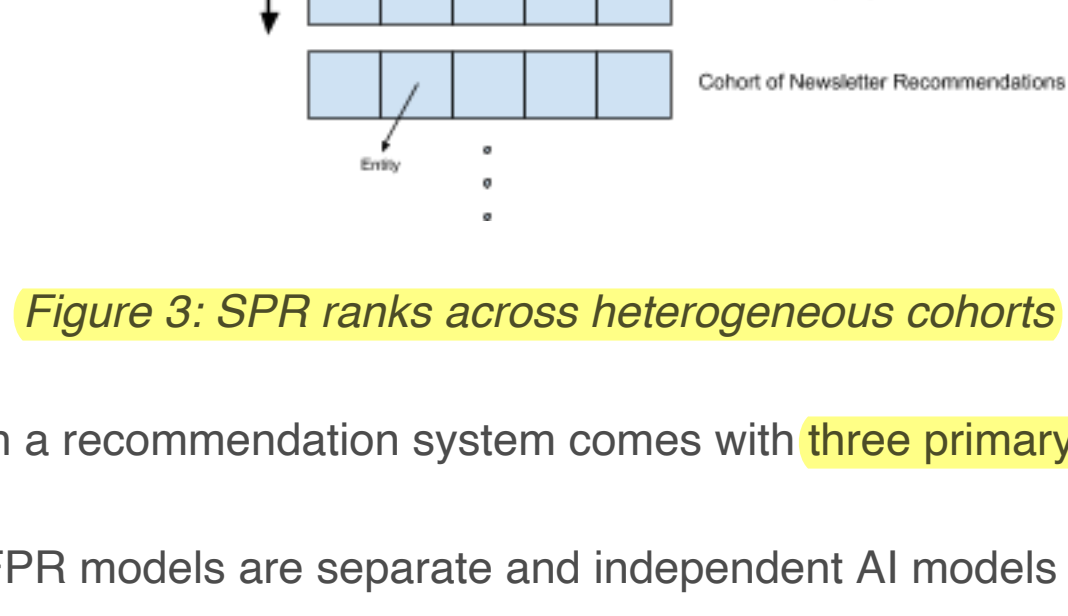 Cohort of Newsletter Recommendations
Entity
Figure 3: SPR ranks across heterogeneous cohorts
a recommendation system comes with three primary
FPR models are separate and independent AI models